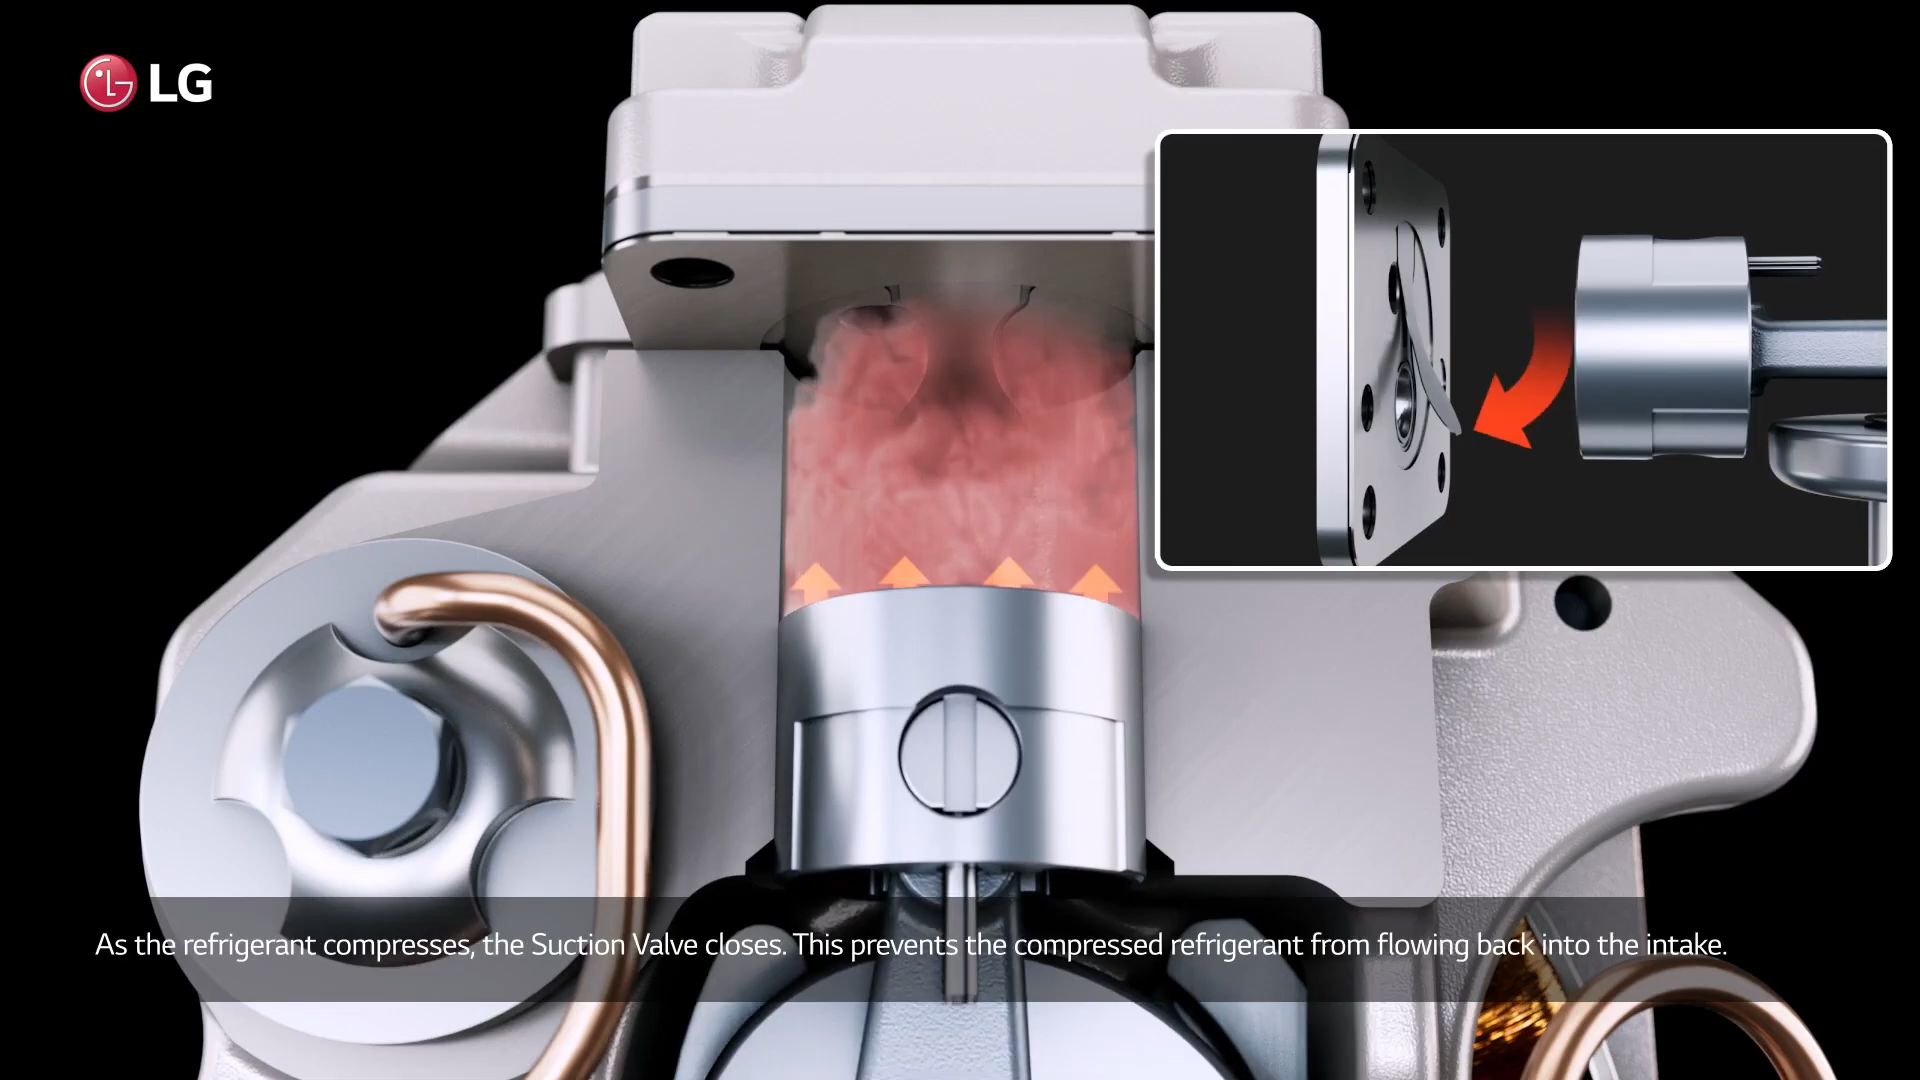 LG
As the refrigerant compresses, the Suction Valve closes. This prevents the compressed refrigerant from flowing back into the intake.